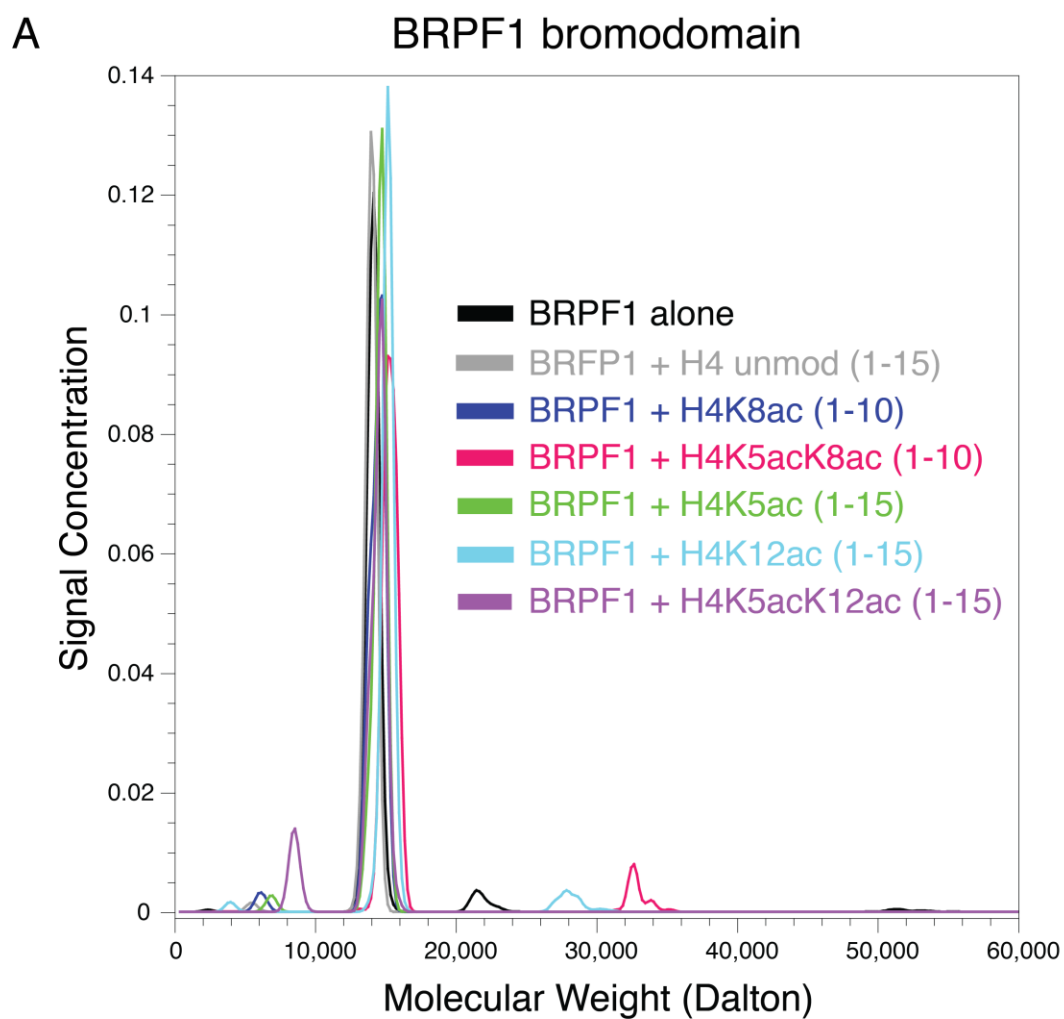 A
BRPF1 bromodomain
0.14
0.12
0.1
0.08
0.06
0.04
0.02
0
Signal Concentration
BRPF1 alone
BRFP1 + H4 unmod (1-15)
BRPF1 + H4K8ac (1-10)
BRPF1 + H4K5acK8ac (1-10)
BRPF1 + H4K5ac (1-15)
BRPF1 + H4K12ac (1-15)
BRPF1 + H4K5acK12ac (1-15)
0 10,000 20,000 30,000 40,000 50,000 60,000
Molecular Weight (Dalton)